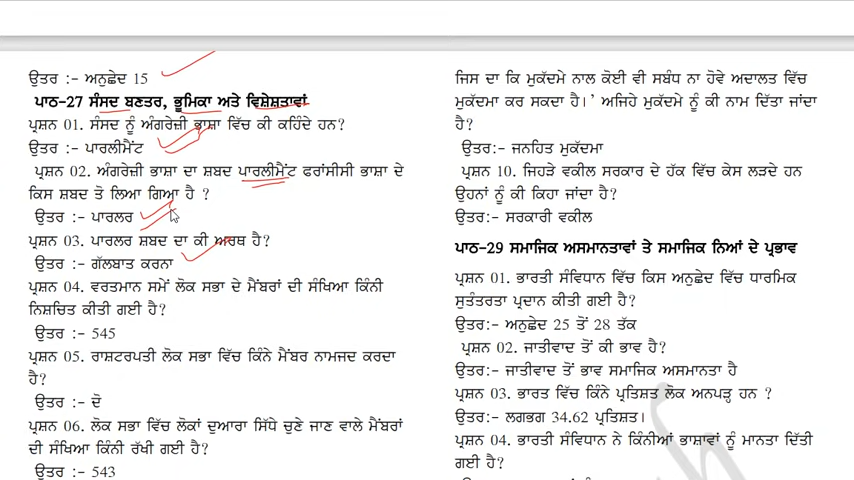 ਉਤਰ :- ਅਨੁਛੇਦ 15
ਪਾਠ-27 ਸੰਸਦ ਬਣਤਰ, ਭੂਮਿਕਾ ਅਤੇ ਵਿਸ਼ੇਸ਼ਤਾਵਾਂ
ਪ੍ਰਸ਼ਨ 01. ਸੰਸਦ ਨੂੰ ਅੰਗਰੇਜ਼ੀ ਭਾਸ਼ਾ ਵਿੱਚ ਕੀ ਕਹਿੰਦੇ ਹਨ?
ਉਤਰ :- ਪਾਰਲੀਮੈਂਟ
ਪ੍ਰਸ਼ਨ 02. ਅੰਗਰੇਜ਼ੀ ਭਾਸ਼ਾ ਦਾ ਸ਼ਬਦ ਪਾਰਲੀਮੈਂਟ ਫਰਾਂਸੀਸੀ ਭਾਸ਼ਾ ਦੇ
ਕਿਸ ਸ਼ਬਦ ਤੋ ਲਿਆ ਗਿਆ ਹੈ ?
ਉਤਰ :- ਪਾਰਲਰ
ਪ੍ਰਸ਼ਨ 03. ਪਾਰਲਰ ਸ਼ਬਦ ਦਾ ਕੀ ਅਰਥ ਹੈ?
ਉਤਰ :- ਗੱਲਬਾਤ ਕਰਨਾ
ਪ੍ਰਸ਼ਨ 04. ਵਰਤਮਾਨ ਸਮੇਂ ਲੋਕ ਸਭਾ ਦੇ ਮੈਂਬਰਾਂ ਦੀ ਸੰਖਿਆ ਕਿੰਨੀ
ਨਿਸ਼ਚਿਤ ਕੀਤੀ ਗਈ ਹੈ?
ਉਤਰ :- 545
ਪ੍ਰਸ਼ਨ 05. ਰਾਸ਼ਟਰਪਤੀ ਲੋਕ ਸਭਾ ਵਿੱਚ ਕਿੰਨੇ ਮੈਂਬਰ ਨਾਮਜਦ ਕਰਦਾ
ਹੈ?
ਉਤਰ :- ਦੋ
ਪ੍ਰਸ਼ਨ 06. ਲੋਕ ਸਭਾ ਵਿੱਚ ਲੋਕਾਂ ਦੁਆਰਾ ਸਿੱਧੇ ਚੁਣੇ ਜਾਣ ਵਾਲੇ ਮੈਂਬਰਾਂ
ਦੀ ਸੰਖਿਆ ਕਿੰਨੀ ਰੱਖੀ ਗਈ ਹੈ?
ਉਤਰ :- 543
ਜਿਸ ਦਾ ਕਿ ਮੁਕੱਦਮੇ ਨਾਲ ਕੋਈ ਵੀ ਸਬੰਧ ਨਾ ਹੋਵੇ ਅਦਾਲਤ ਵਿੱਚ
ਮੁਕੱਦਮਾ ਕਰ ਸਕਦਾ ਹੈ।' ਅਜਿਹੇ ਮੁਕੱਦਮੇ ਨੂੰ ਕੀ ਨਾਮ ਦਿੱਤਾ ਜਾਂਦਾ
ਹੈ?
ਉਤਰ :- ਜਨਹਿਤ ਮੁਕੱਦਮਾ
ਪ੍ਰਸ਼ਨ 10. ਜਿਹੜੇ ਵਕੀਲ ਸਰਕਾਰ ਦੇ ਹੱਕ ਵਿੱਚ ਕੇਸ ਲੜਦੇ ਹਨ
ਉਹਨਾਂ ਨੂੰ ਕੀ ਕਿਹਾ ਜਾਂਦਾ ਹੈ?
ਉਤਰ :- ਸਰਕਾਰੀ ਵਕੀਲ
ਪਾਠ-29 ਸਮਾਜਿਕ ਅਸਮਾਨਤਾਵਾਂ ਤੇ ਸਮਾਜਿਕ ਨਿਆਂ ਦੇ ਪ੍ਰਭਾਵ
ਪ੍ਰਸ਼ਨ 01. ਭਾਰਤੀ ਸੰਵਿਧਾਨ ਵਿੱਚ ਕਿਸ ਅਨੁਛੇਦ ਵਿੱਚ ਧਾਰਮਿਕ
ਸੁਤੰਤਰਤਾ ਪ੍ਰਦਾਨ ਕੀਤੀ ਗਈ ਹੈ?
ਉਤਰ:- ਅਨੁਛੇਦ 25 ਤੋਂ 28 ਤੱਕ
ਪ੍ਰਸ਼ਨ 02. ਜਾਤੀਵਾਦ ਤੋਂ ਕੀ ਭਾਵ ਹੈ?
ਉਤਰ:- ਜਾਤੀਵਾਦ ਤੋਂ ਭਾਵ ਸਮਾਜਿਕ ਅਸਮਾਨਤਾ ਹੈ
ਪ੍ਰਸ਼ਨ 03. ਭਾਰਤ ਵਿੱਚ ਕਿੰਨੇ ਪ੍ਰਤਿਸ਼ਤ ਲੋਕ ਅਨਪੜ੍ਹ ਹਨ ?
ਉਤਰ:- ਲਗਭਗ 34.62 ਪ੍ਰਤਿਸ਼ਤ।
ਪ੍ਰਸ਼ਨ 04. ਭਾਰਤੀ ਸੰਵਿਧਾਨ ਨੇ ਕਿੰਨੀਆਂ ਭਾਸ਼ਾਵਾਂ ਨੂੰ ਮਾਨਤਾ ਦਿੱਤੀ
ਗਈ ਹੈ?